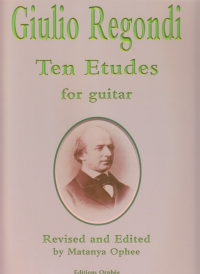 Giulio Regondi
Ten Etudes
for guitar
Revised and Edited
by Matanya Ophee
Editions Orphée